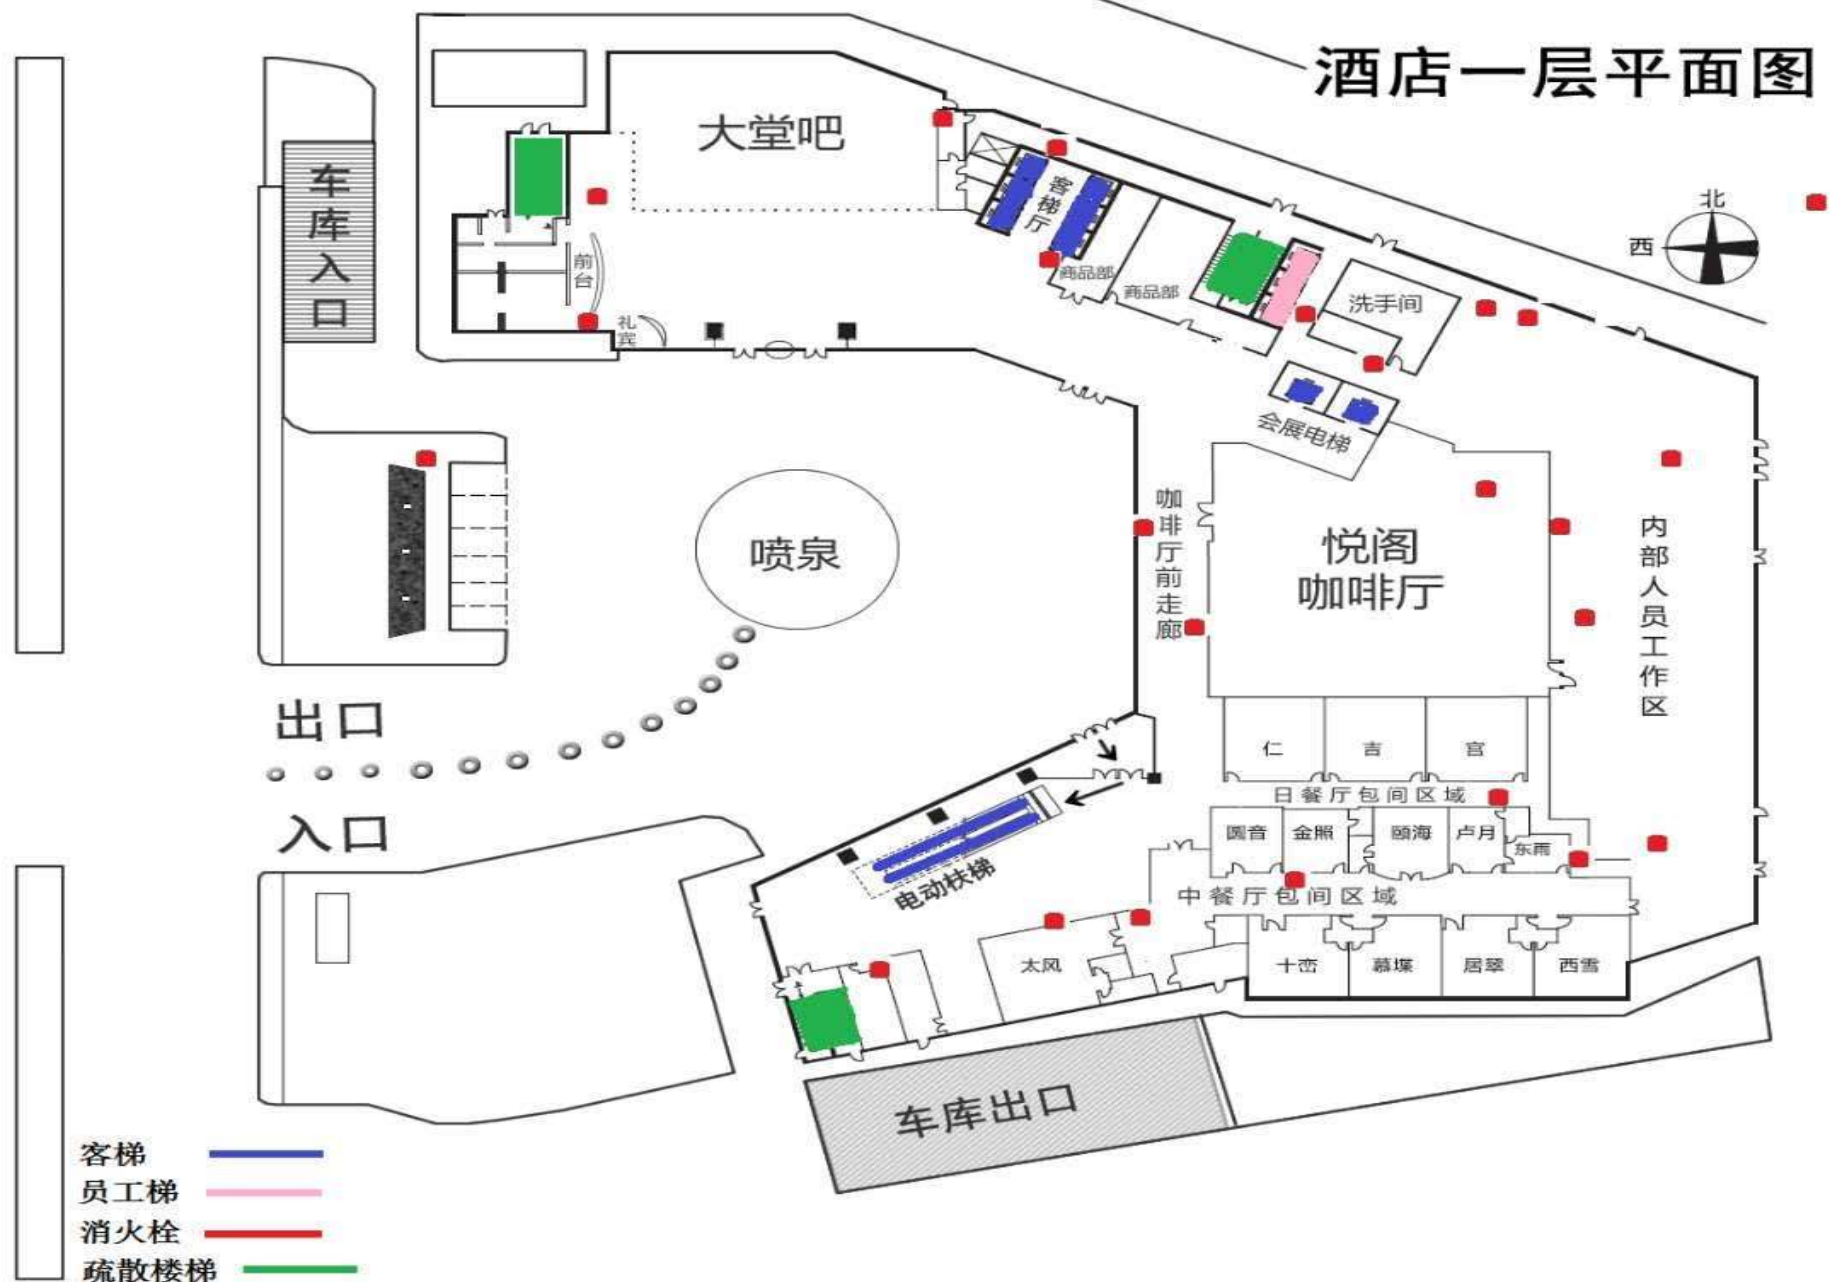 酒店一层平面图
大堂吧
车库入口
客梯厅
北
西
前台
商品部
商品部
洗手间
礼宾
会展电梯
咖啡厅前走廊
悦阁
咖啡厅
内部人员工作区
喷泉
出口
入口
仁
吉
宫
日餐厅包间区域
圆音
金照
颐海
卢月
东雨
电动扶梯
中餐厅包间区域
太风
十峦
慕堞
居翠
西雪
车库出口
客梯
员工梯
消火栓
疏散楼梯